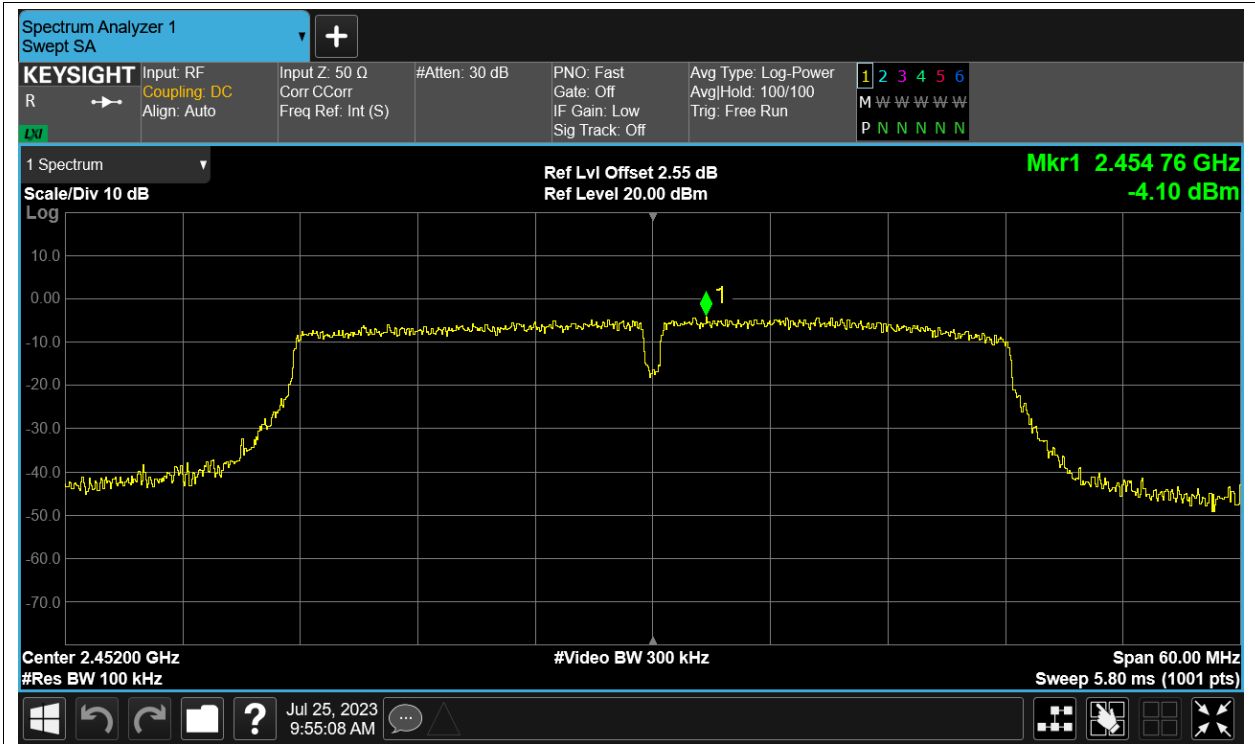 Spectrum Analyzer 1
Swept SA
+
KEYSIGHT
R
LXI
Input: RF
Coupling: DC
Align: Auto
Input Z: 50 Ω
Corr CCorr
Freq Ref: Int (S)
#Atten: 30 dB
PNO: Fast
Gate: Off
IF Gain: Low
Sig Track: Off
Avg Type: Log-Power
Avg|Hold: 100/100
Trig: Free Run
1 2 3 4 5 6
M W W W W W
P N N N N N
1 Spectrum
Scale/Div 10 dB
Log
Ref Lvl Offset 2.55 dB
Ref Level 20.00 dBm
Mkr1 2.454 76 GHz
-4.10 dBm
10.0
0.00
1
-10.0
-20.0
-30.0
-40.0
-50.0
-60.0
-70.0
Center 2.45200 GHz
#Res BW 100 kHz
#Video BW 300 kHz
Span 60.00 MHz
Sweep 5.80 ms (1001 pts)
?
Jul 25, 2023
9:55:08 AM